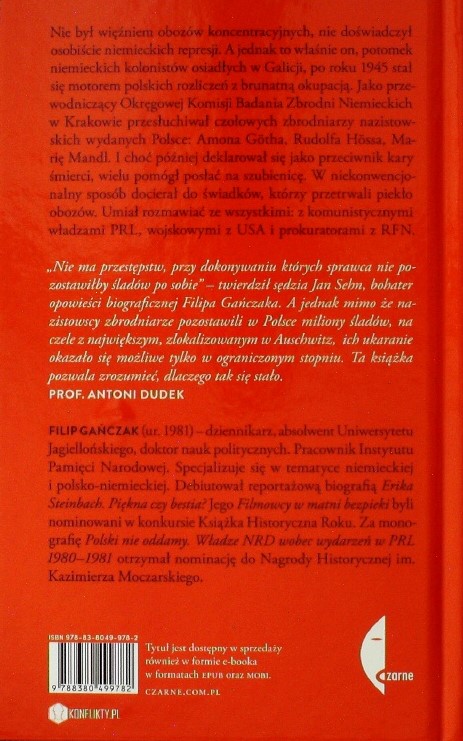 Nie był więźniem obozów koncentracyjnych, nie doświadczył
osobiście niemieckich represji. A jednak to właśnie on, potomek
niemieckich kolonistów osiadłych w Galicji, po roku 1945 stał
się motorem polskich rozliczeń z brunatną okupacją. Jako prze-
wodniczący Okręgowej Komisji Badania Zbrodni Niemieckich
w Krakowie przesłuchiwał czołowych zbrodniarzy nazistow-
skich wydanych Polsce: Amona Götha, Rudolfa Hössa, Ma-
rię Mandl. I choć później deklarował się jako przeciwnik kary
śmierci, wielu pomógł posłać na szubienicę. W niekonwencjo-
nalny sposób docierał do świadków, którzy przetrwali piekło
obozów. Umiał rozmawiać ze wszystkimi: z komunistycznymi
władzami PRL, wojskowymi z USA i prokuratorami z RFN.
„Nie ma przestępstw, przy dokonywaniu których sprawca nie po-
zostawiłby śladów po sobie” – twierdził sędzia Jan Sehn, bohater
opowieści biograficznej Filipa Gańczaka. A jednak mimo że na-
zistowscy zbrodniarze pozostawili w Polsce miliony śladów, na
czele z największym, zlokalizowanym w Auschwitz, ich ukaranie
okazało się możliwe tylko w ograniczonym stopniu. Ta książka
pozwala zrozumieć, dlaczego tak się stało.
PROF. ANTONI DUDEK
FILIP GAŃCZAK (ur. 1981) – dziennikarz, absolwent Uniwersytetu
Jagiellońskiego, doktor nauk politycznych. Pracownik Instytutu
Pamięci Narodowej. Specjalizuje się w tematyce niemieckiej
i polsko-niemieckiej. Debiutował reportażową biografią Erika
Steinbach. Piękna czy bestia? Jego Filmowcy w matni bezpieki byli
nominowani w konkursie Książka Historyczna Roku. Za mono-
grafię Polski nie oddamy. Władze NRD wobec wydarzeń w PRL
1980–1981 otrzymał nominację do Nagrody Historycznej im.
Kazimierza Moczarskiego.
ISBN 978-83-8049-978-2
9 788380 499782
Tytuł jest dostępny w sprzedaży
również w formie e-booka
w formatach EPUB oraz MOBI.
CZARNE.COM.PL
czarne
KONFLIKTY.PL